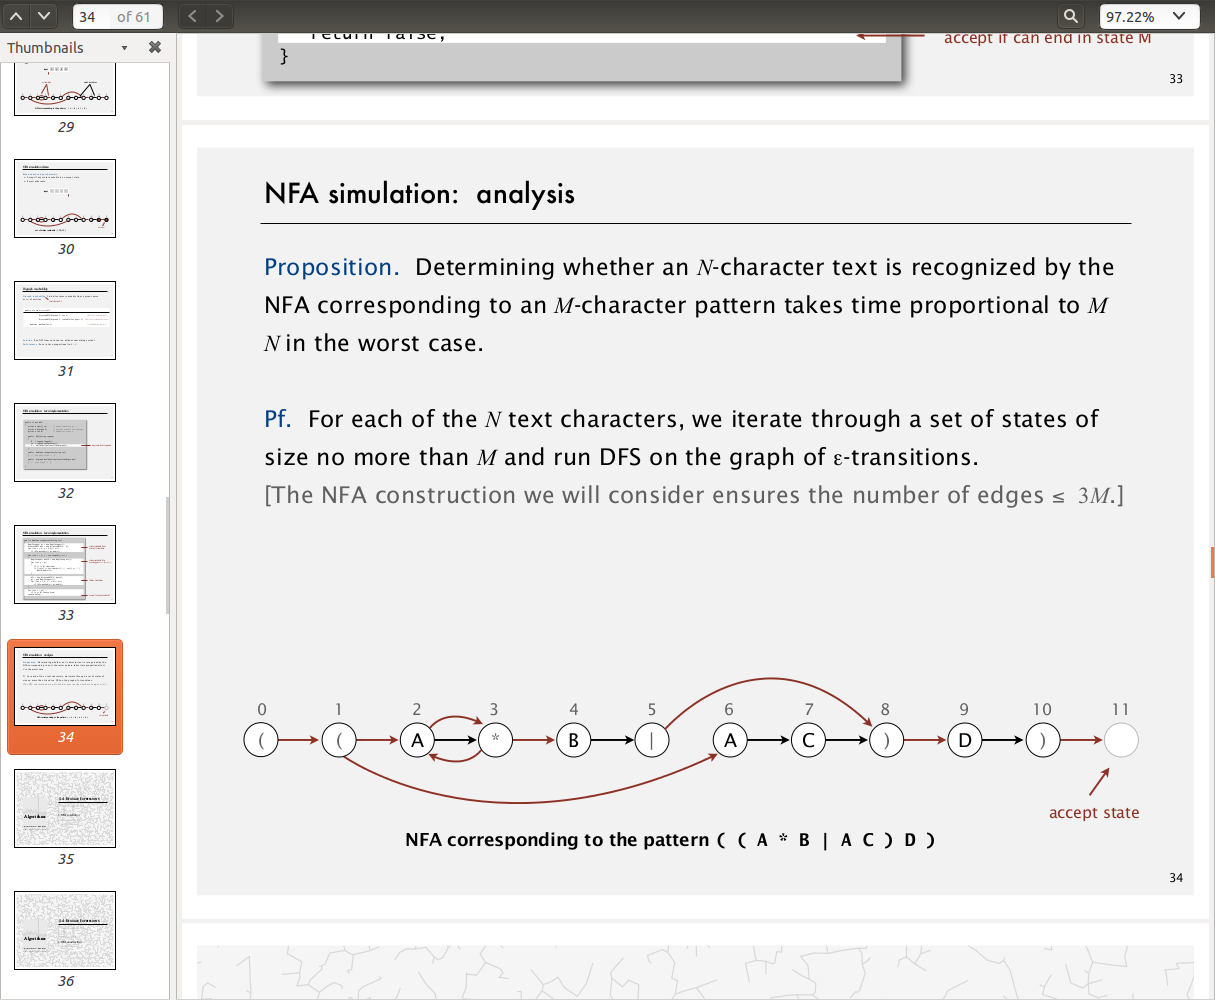 34 of 61
97.22%
Thumbnails
29
30
31
32
33
34
35
36
return false;
accept if can end in state M
}
33
NFA simulation: analysis
Proposition. Determining whether an N-character text is recognized by the
NFA corresponding to an M-character pattern takes time proportional to M
N in the worst case.
Pf. For each of the N text characters, we iterate through a set of states of
size no more than M and run DFS on the graph of ε-transitions.
[The NFA construction we will consider ensures the number of edges ≤ 3M.]
0 1 2 3 4 5 6 7 8 9 10 11
( ( A * B | A C ) D )
accept state
NFA corresponding to the pattern ( ( A * B | A C ) D )
34